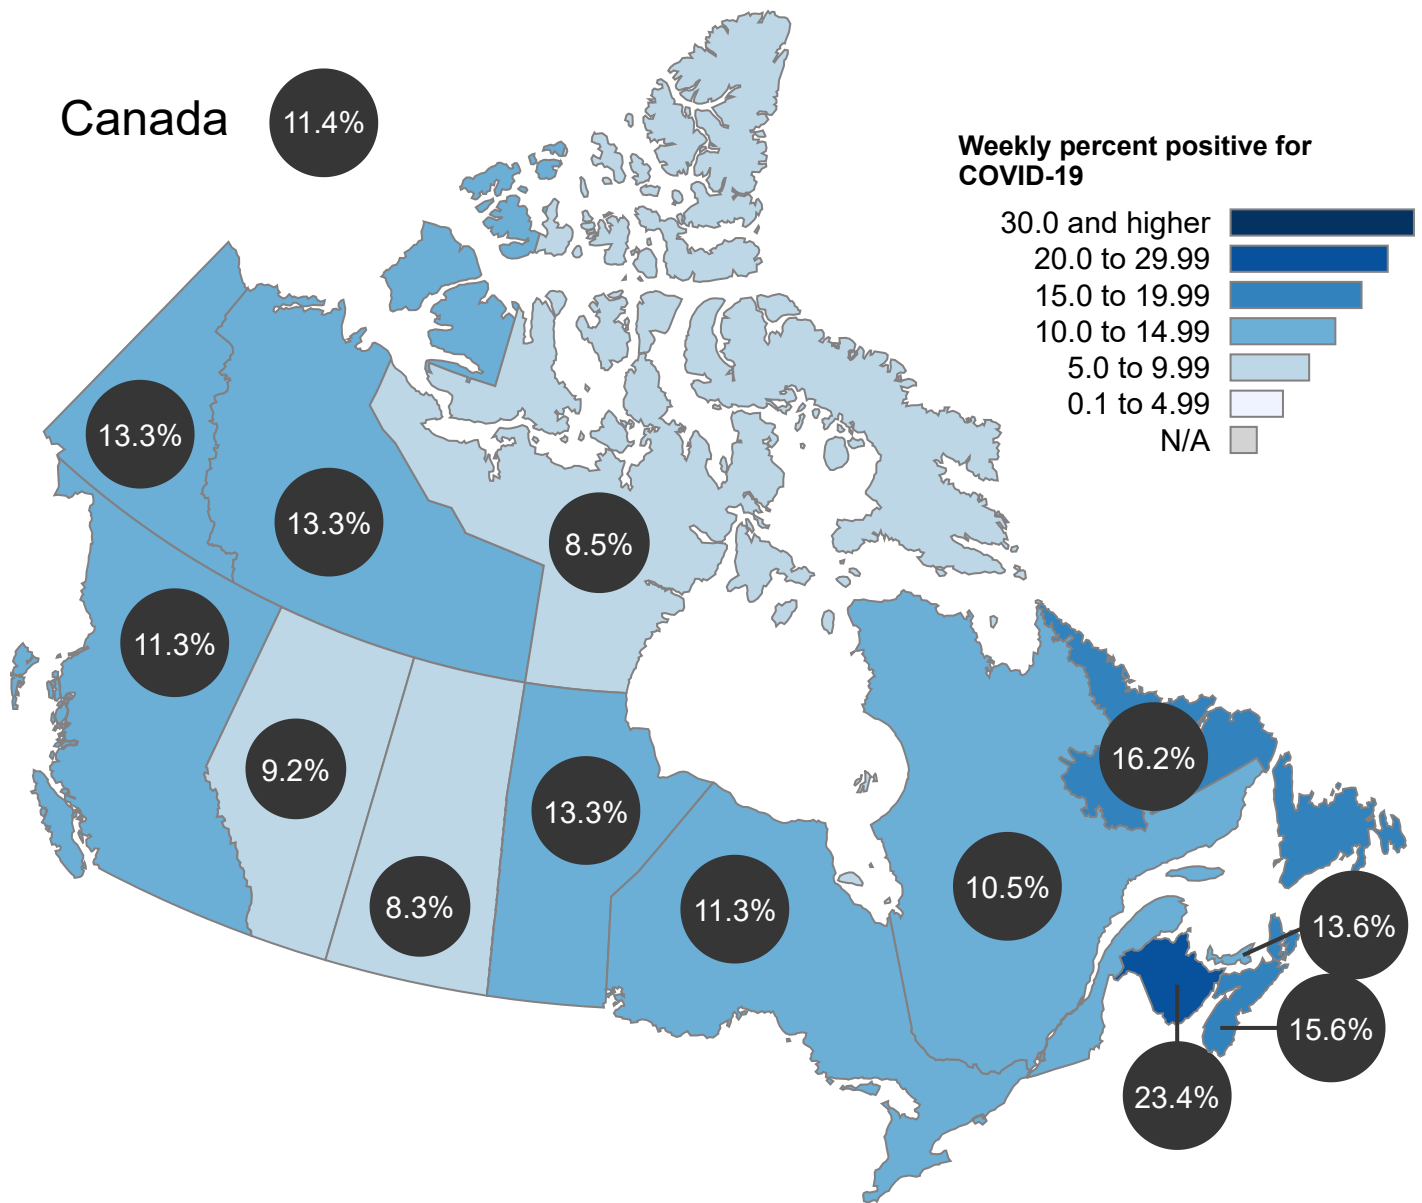 Canada
11.4%
Weekly percent positive for
COVID-19
30.0 and higher
20.0 to 29.99
15.0 to 19.99
10.0 to 14.99
5.0 to 9.99
0.1 to 4.99
N/A
13.3%
13.3%
8.5%
11.3%
9.2%
13.3%
16.2%
8.3%
11.3%
10.5%
13.6%
15.6%
23.4%